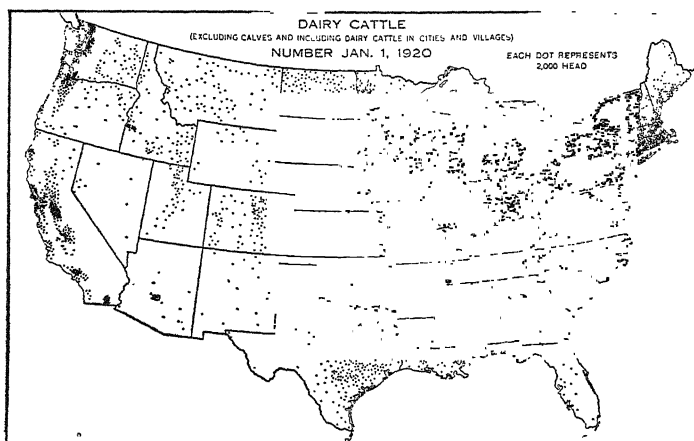 DAIRY CATTLE
(EXCLUDING CALVES AND INCLUDING DAIRY CATTLE IN CITIES AND VILLAGES)
NUMBER JAN. 1, 1920
EACH DOT REPRESENTS
2,000 HEAD